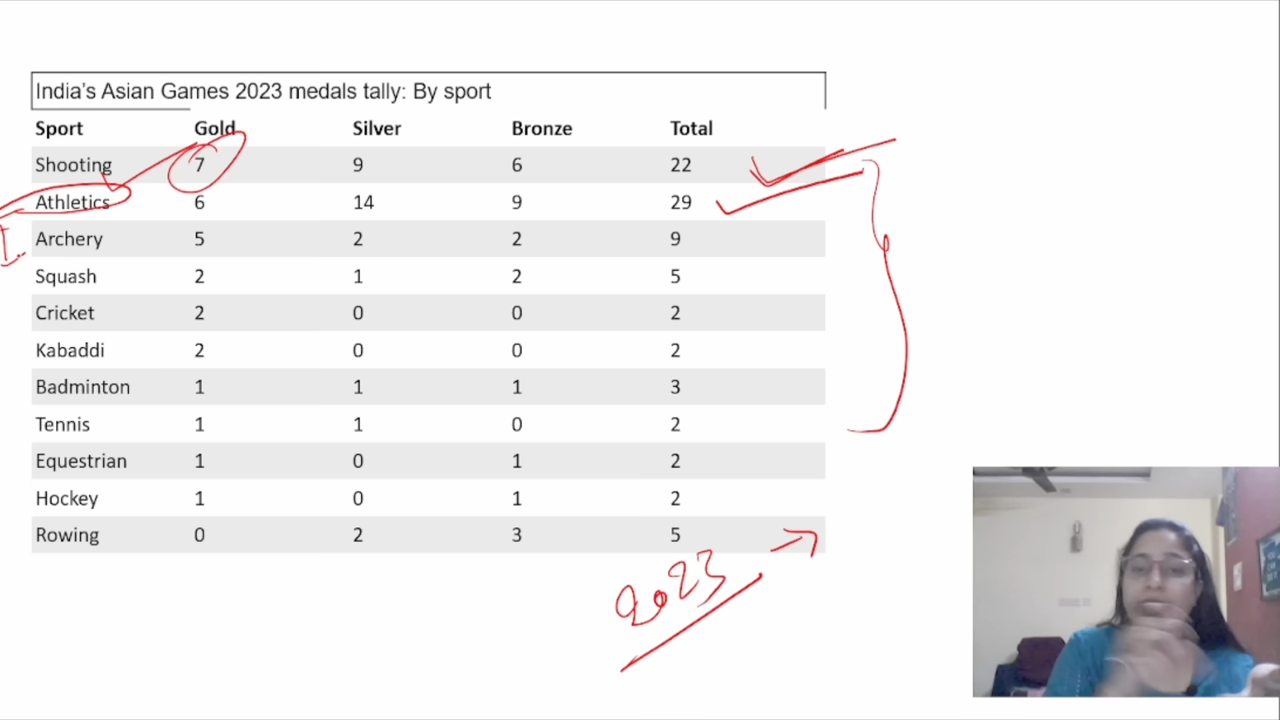 India's Asian Games 2023 medals tally: By sport
Sport Gold Silver Bronze Total
Shooting 7 9 6 22
Athletics 6 14 9 29
I. Archery 5 2 2 9
Squash 2 1 2 5
Cricket 2 0 0 2
Kabaddi 2 0 0 2
Badminton 1 1 1 3
Tennis 1 1 0 2
Equestrian 1 0 1 2
Hockey 1 0 1 2
Rowing 0 2 3 5
2023